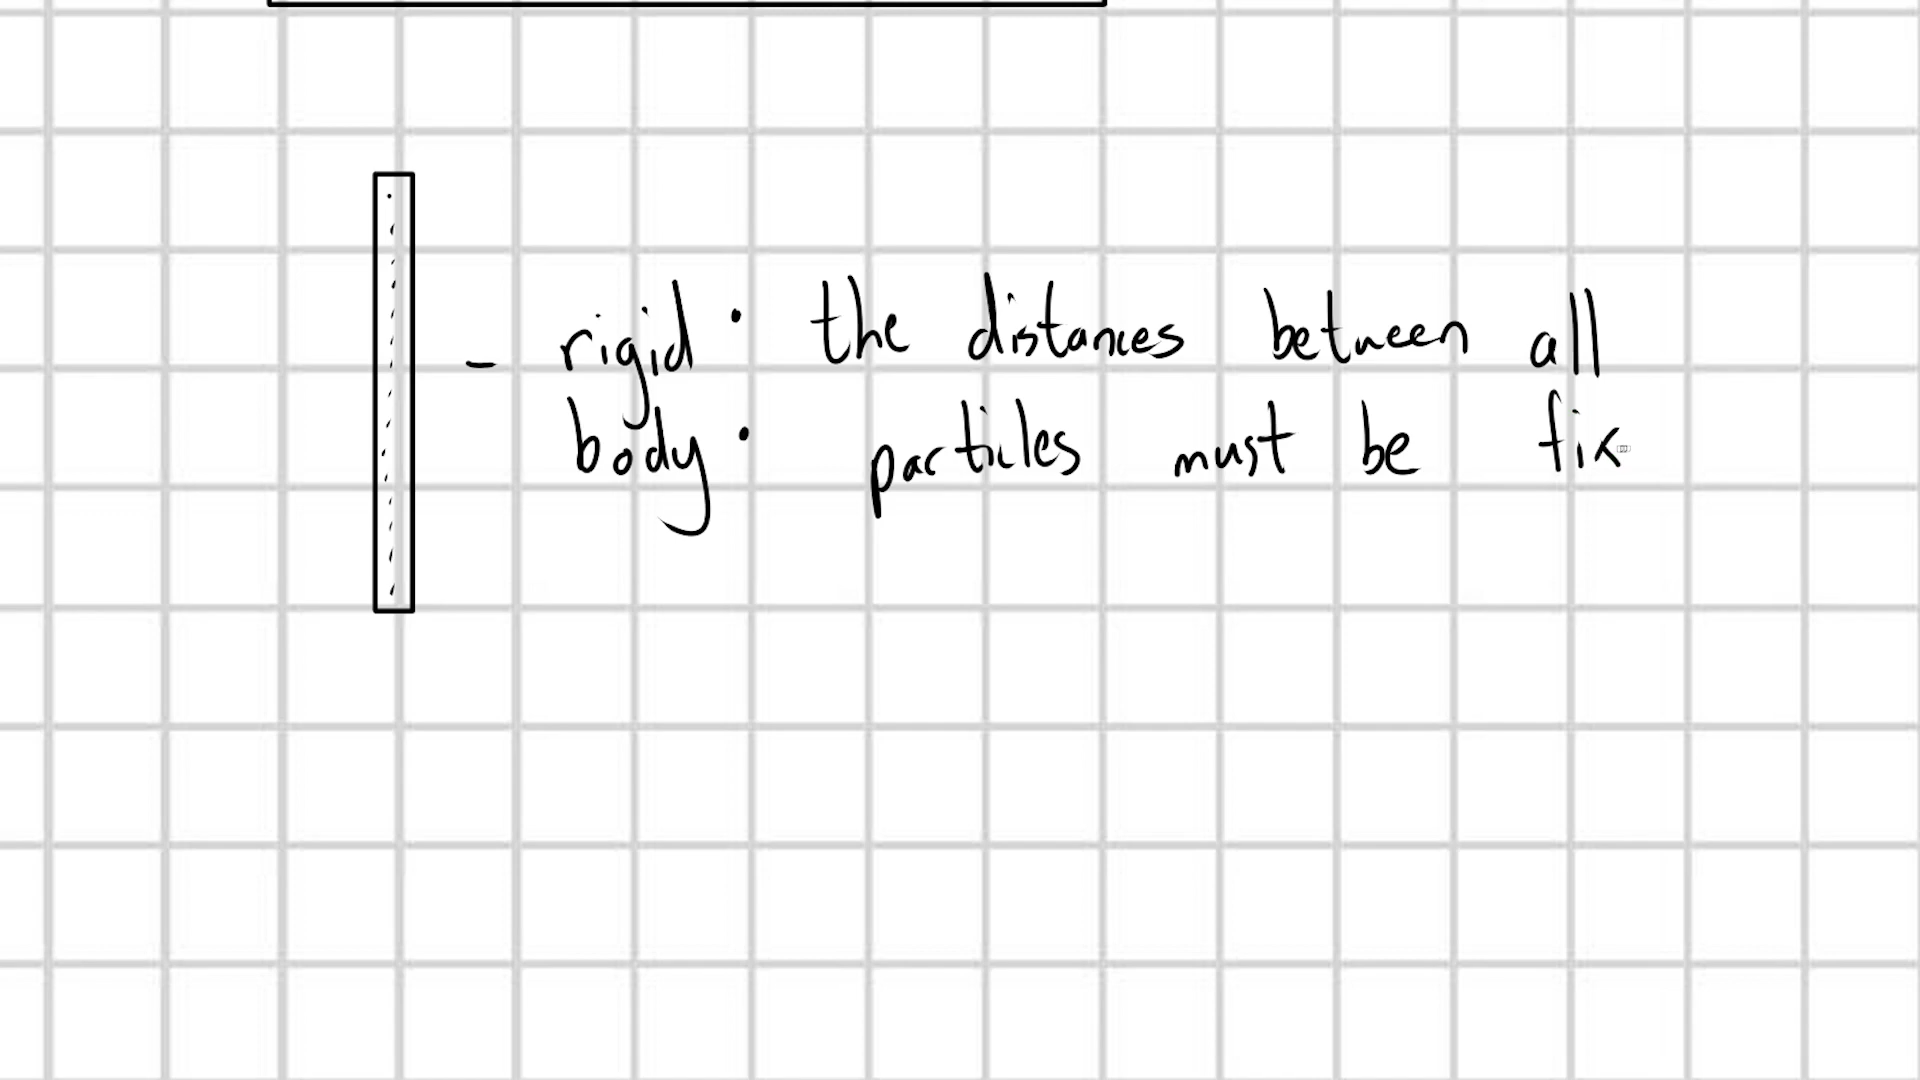 - rigid : the distances between all
body : particles must be fix